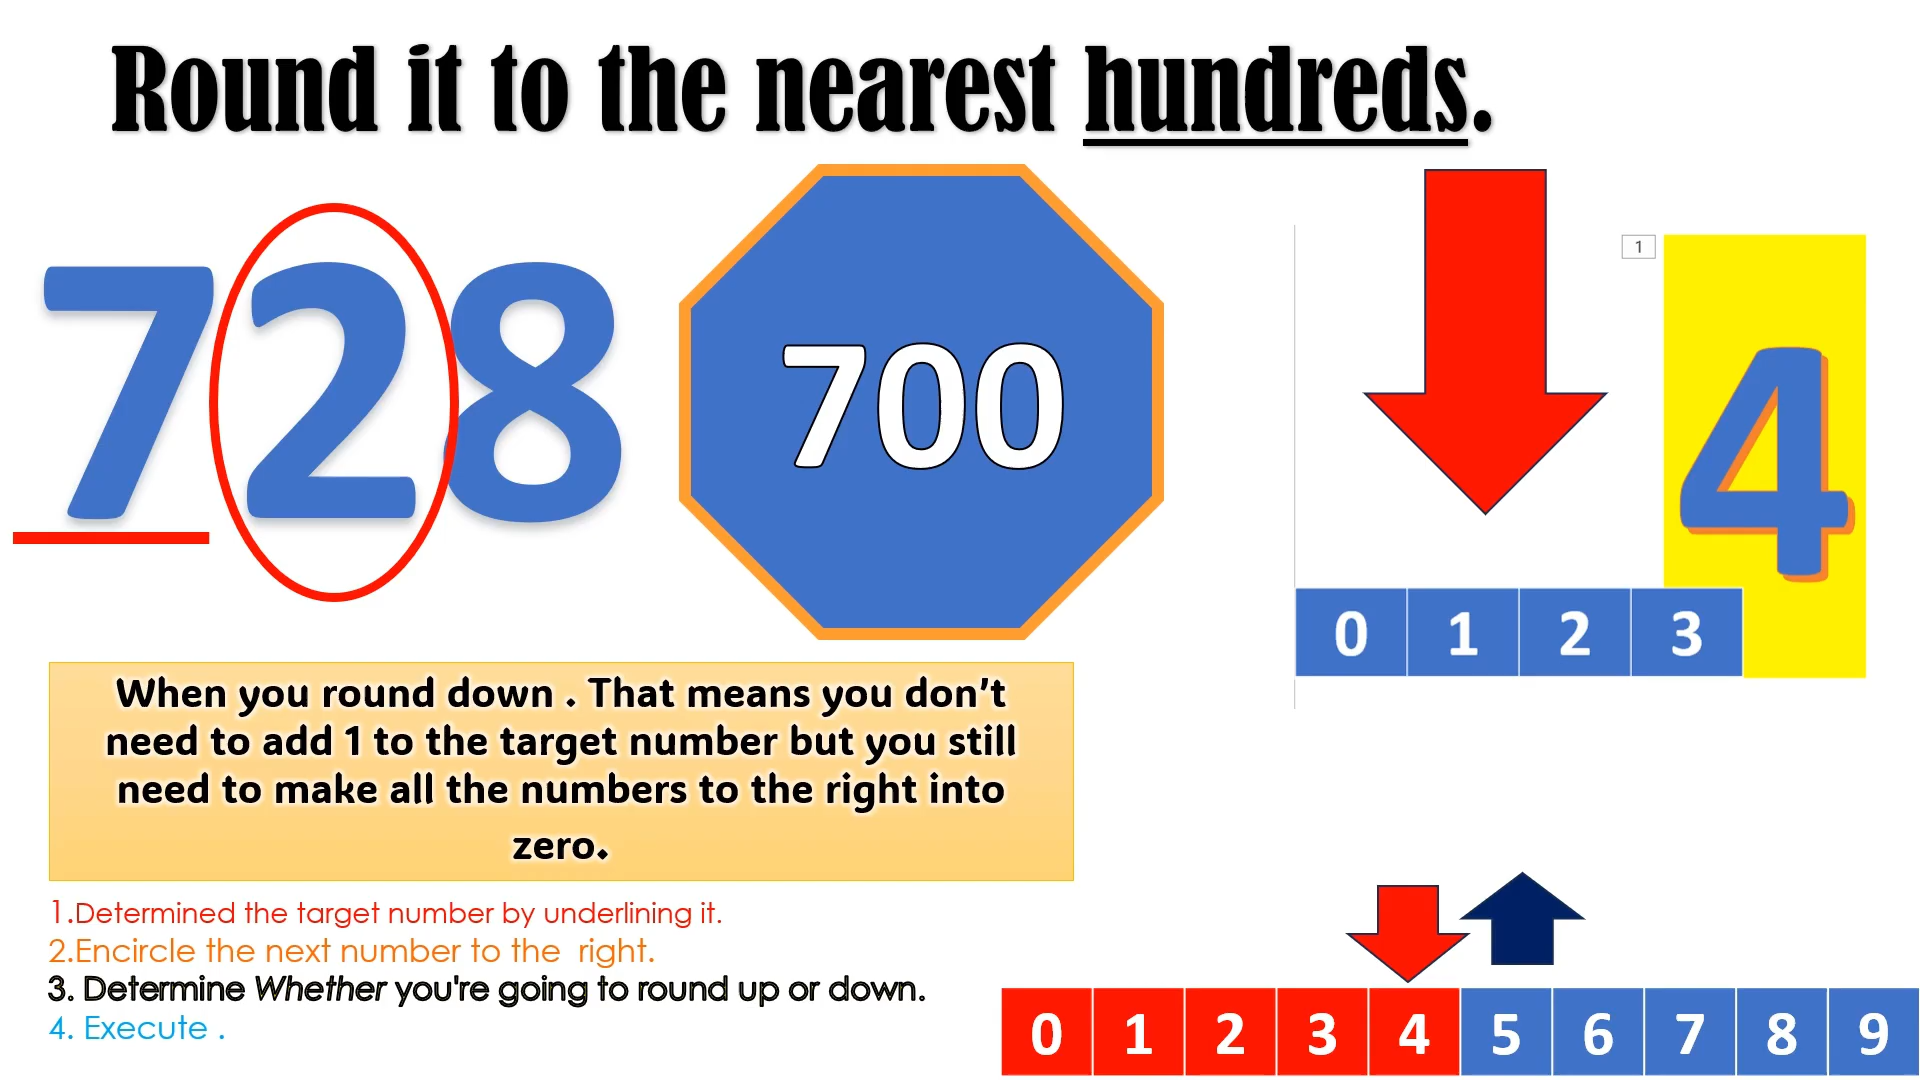 Round it to the nearest hundreds.
728
700
1
4
0 1 2 3
When you round down . That means you don't
need to add 1 to the target number but you still
need to make all the numbers to the right into
zero.
1.Determined the target number by underlining it.
2.Encircle the next number to the  right.
3. Determine Whether you're going to round up or down.
4. Execute .
0 1 2 3 4 5 6 7 8 9